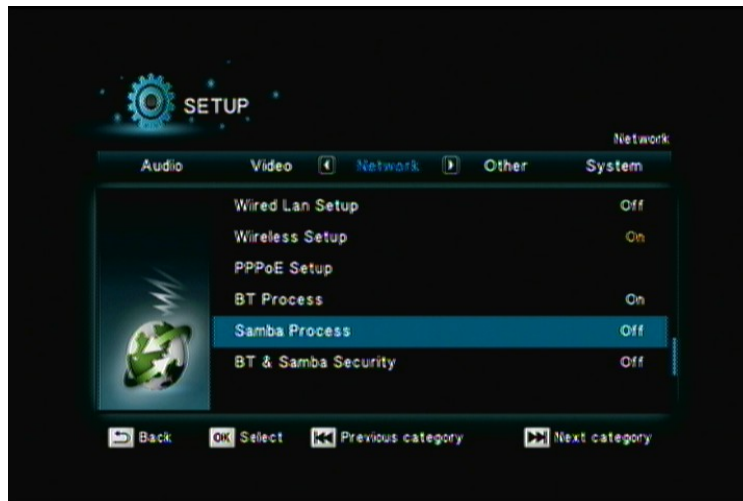 SETUP
Network
Audio Video Network Other System
Wired Lan Setup Off
Wireless Setup On
PPPoE Setup
BT Process On
Samba Process Off
BT & Samba Security Off
Back OK Select Previous category Next category